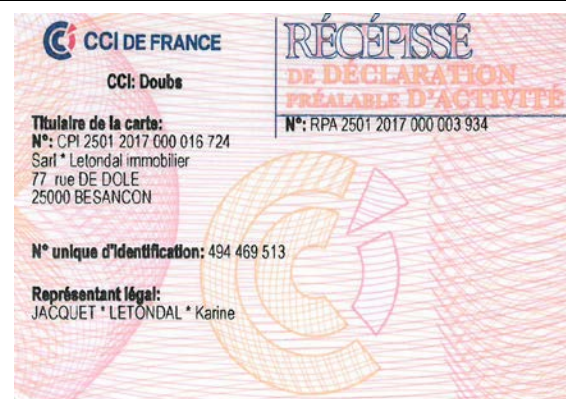 CCI DE FRANCE
CCI: Doubs
RÉCÉPISSÉ
DE DÉCLARATION
PRÉALABLE D'ACTIVITÉ
N°: RPA 2501 2017 000 003 934
Titulaire de la carte:
N°: CPI 2501 2017 000 016 724
Sarl * Letondal immobilier
77 rue DE DOLE
25000 BESANCON
N° unique d'identification: 494 469 513
Représentant légal:
JACQUET * LETONDAL * Karine